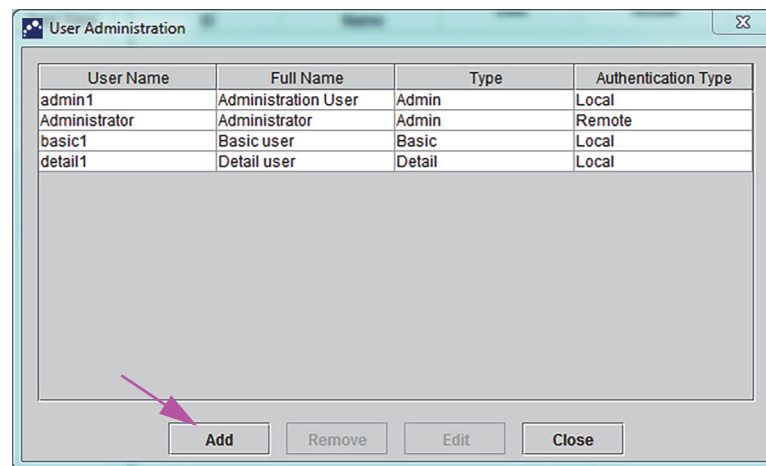 User Administration
User Name Full Name Type Authentication Type
admin1 Administration User Admin Local
Administrator Administrator Admin Remote
basic1 Basic user Basic Local
detail1 Detail user Detail Local
Add Remove Edit Close